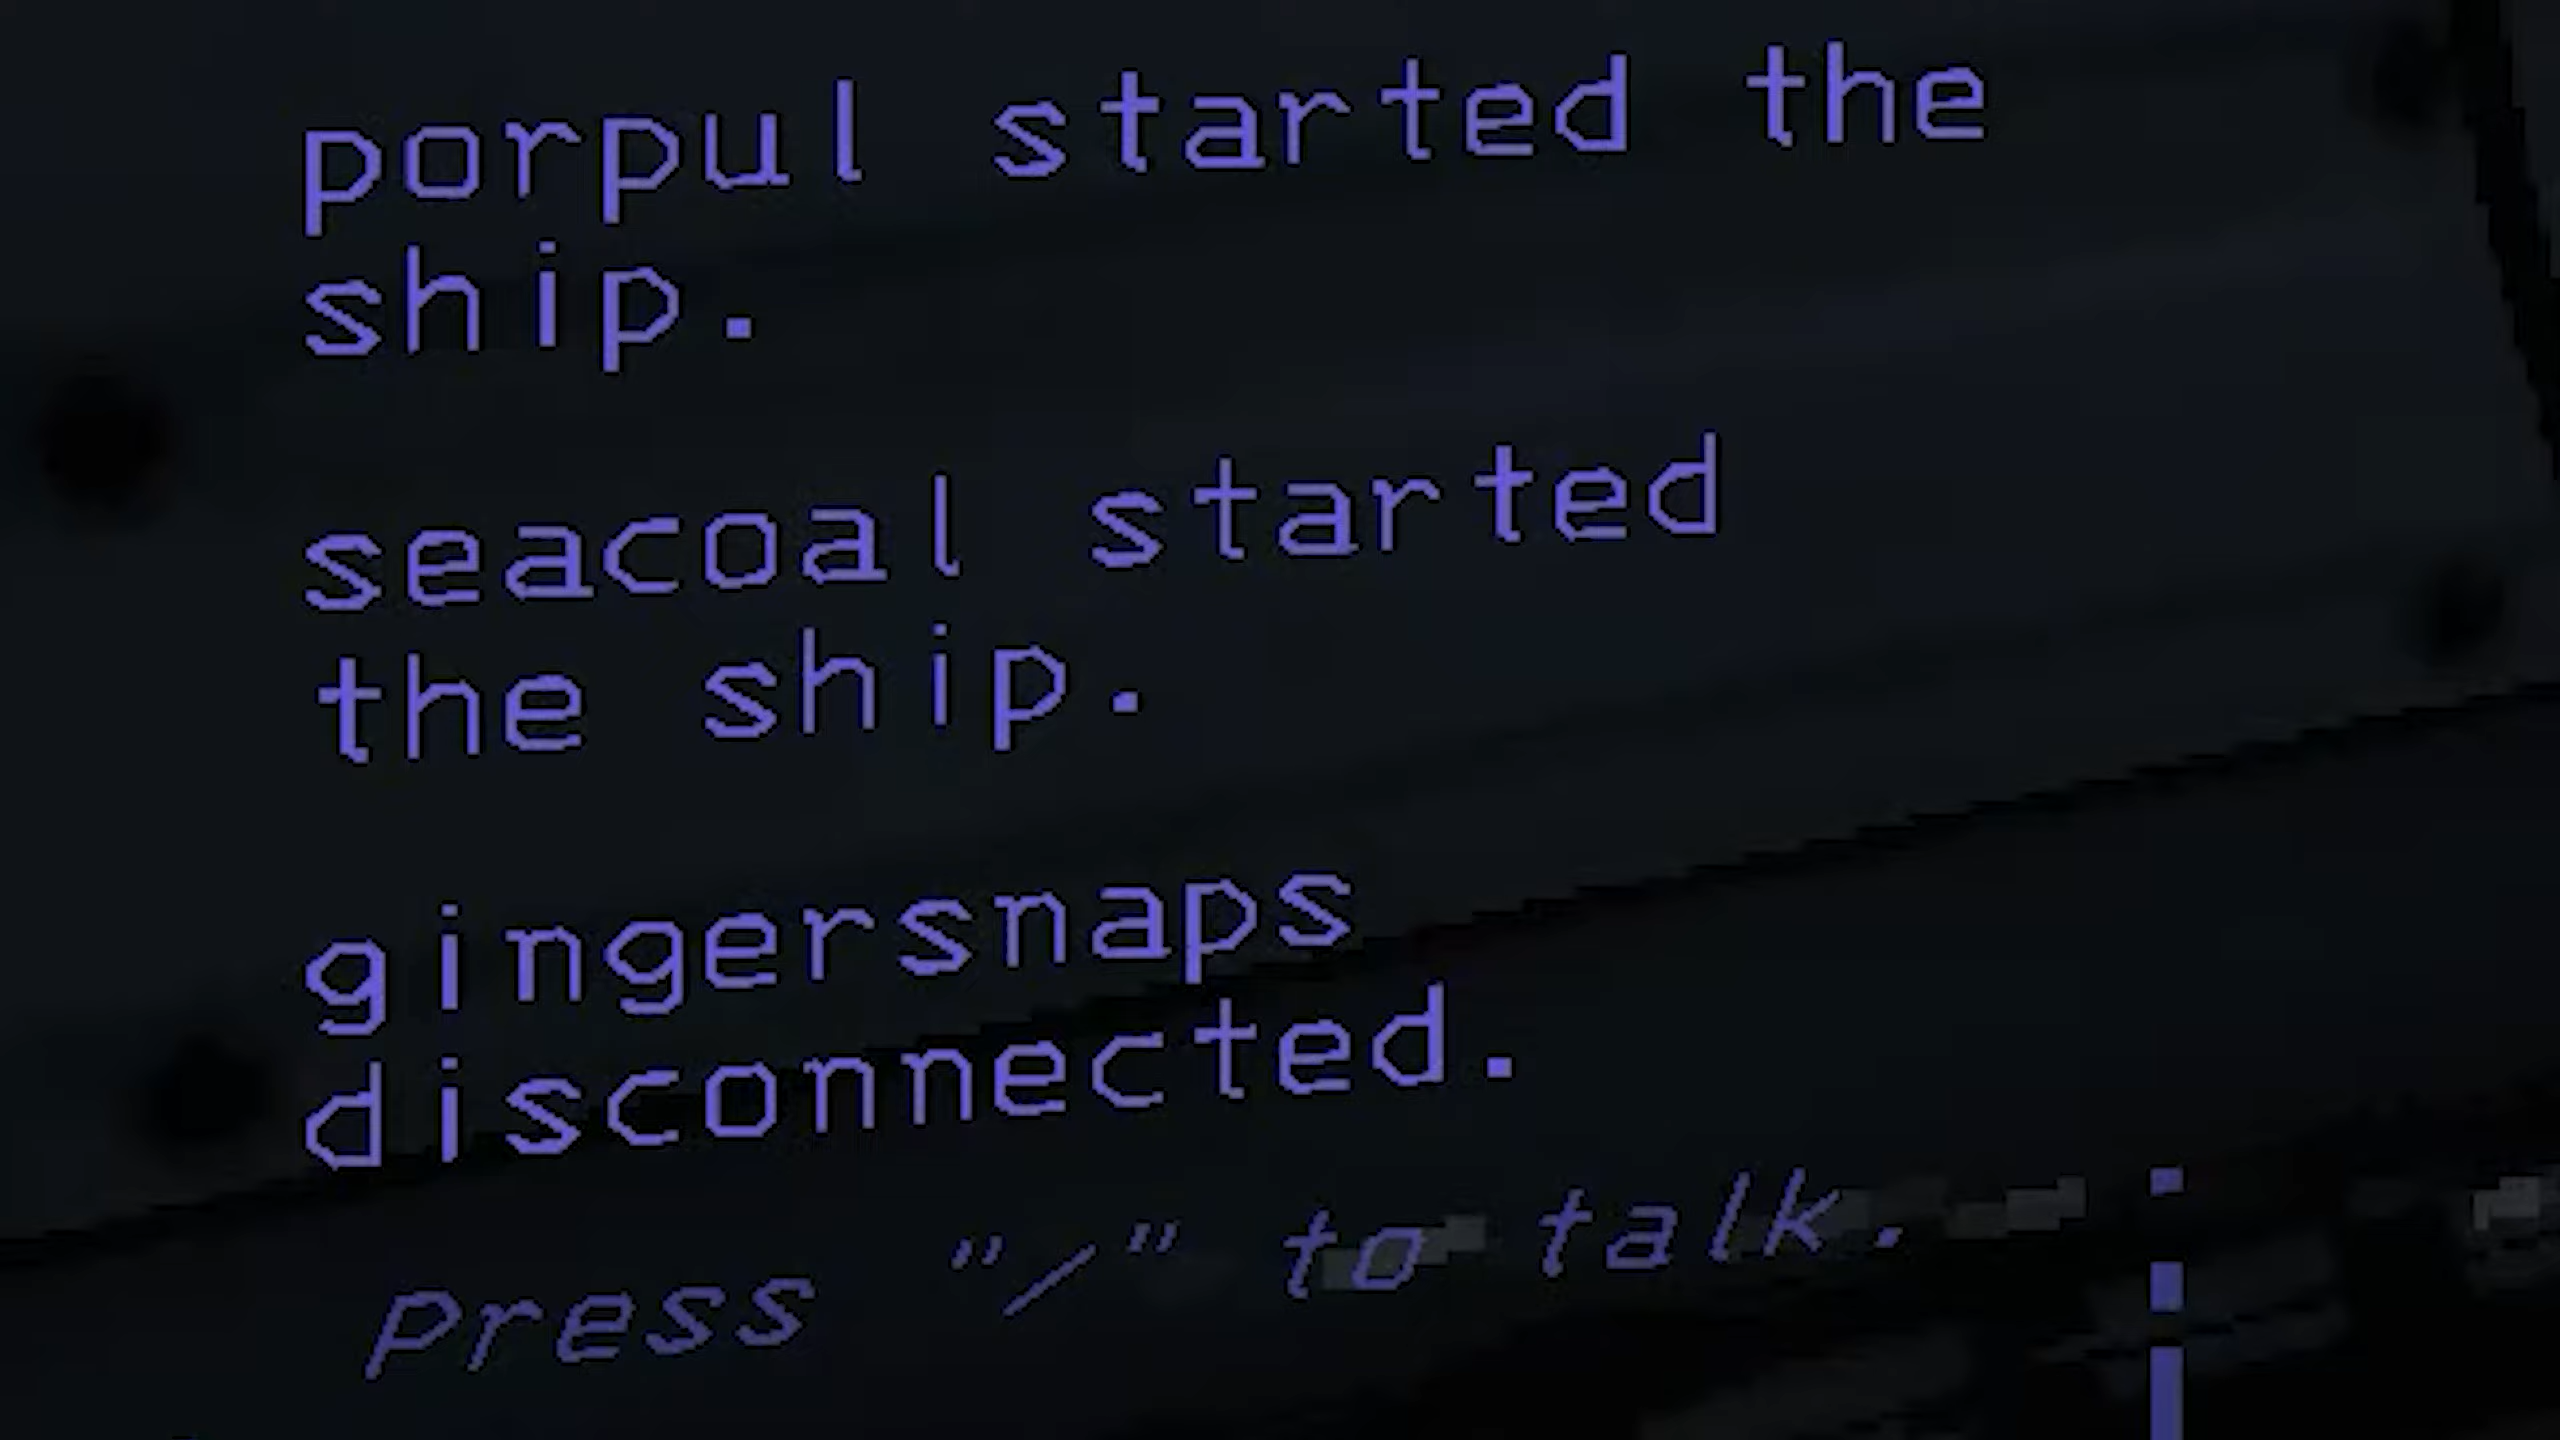 porpul started the
ship.
seacoal started
the ship.
gingersnaps
disconnected.
Press "/" to talk.